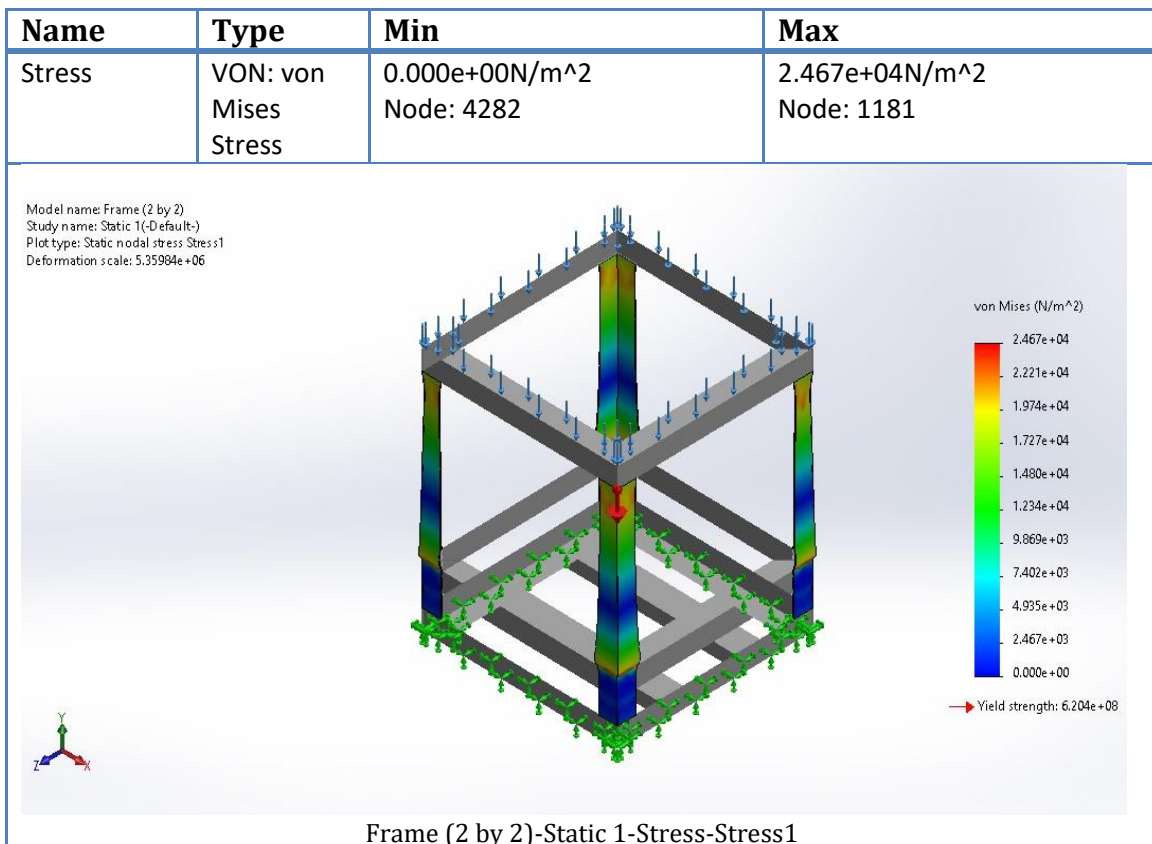 Name Type Min Max
Stress VON: von 0.000e+00N/m^2 2.467e+04N/m^2
Mises Node: 4282 Node: 1181
Stress
Model name: Frame (2 by 2)
Study name: Static 1(-Default-)
Plot type: Static nodal stress Stress1
Deformation scale: 5.35984e+06
von Mises (N/m^2)
2.467e+04
2.221e+04
1.974e+04
1.727e+04
1.480e+04
1.234e+04
9.869e+03
7.402e+03
4.935e+03
2.467e+03
0.000e+00
Yield strength: 6.204e+08
Y
Z X
Frame (2 by 2)-Static 1-Stress-Stress1